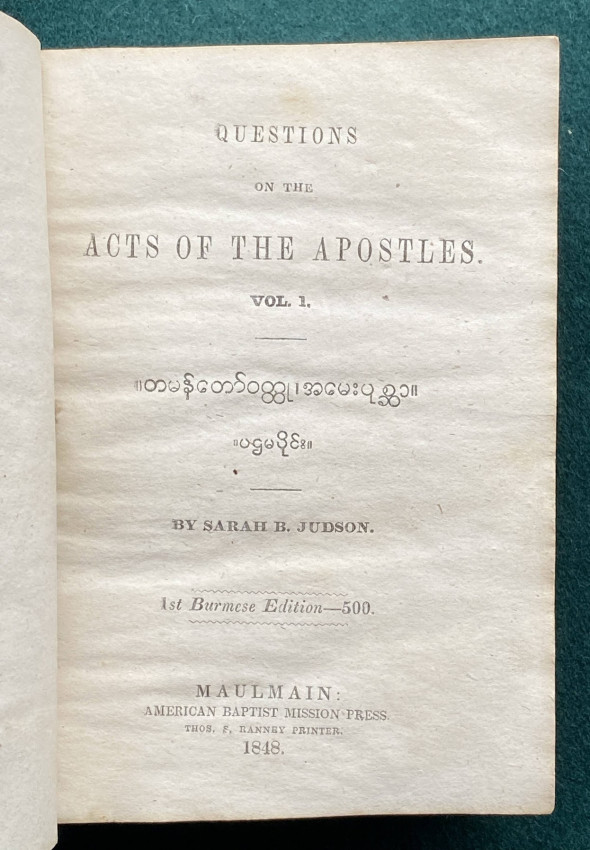 QUESTIONS
ON THE
ACTS OF THE APOSTLES.
VOL. 1.
။တမန်တော်ဝတ္ထု၊အမေးပုစ္ဆာ။
။ပဌမပိုင်း။
BY SARAH B. JUDSON.
1st Burmese Edition—500.
MAULMAIN:
AMERICAN BAPTIST MISSION PRESS.
THOS. S. RANNEY PRINTER.
1848.